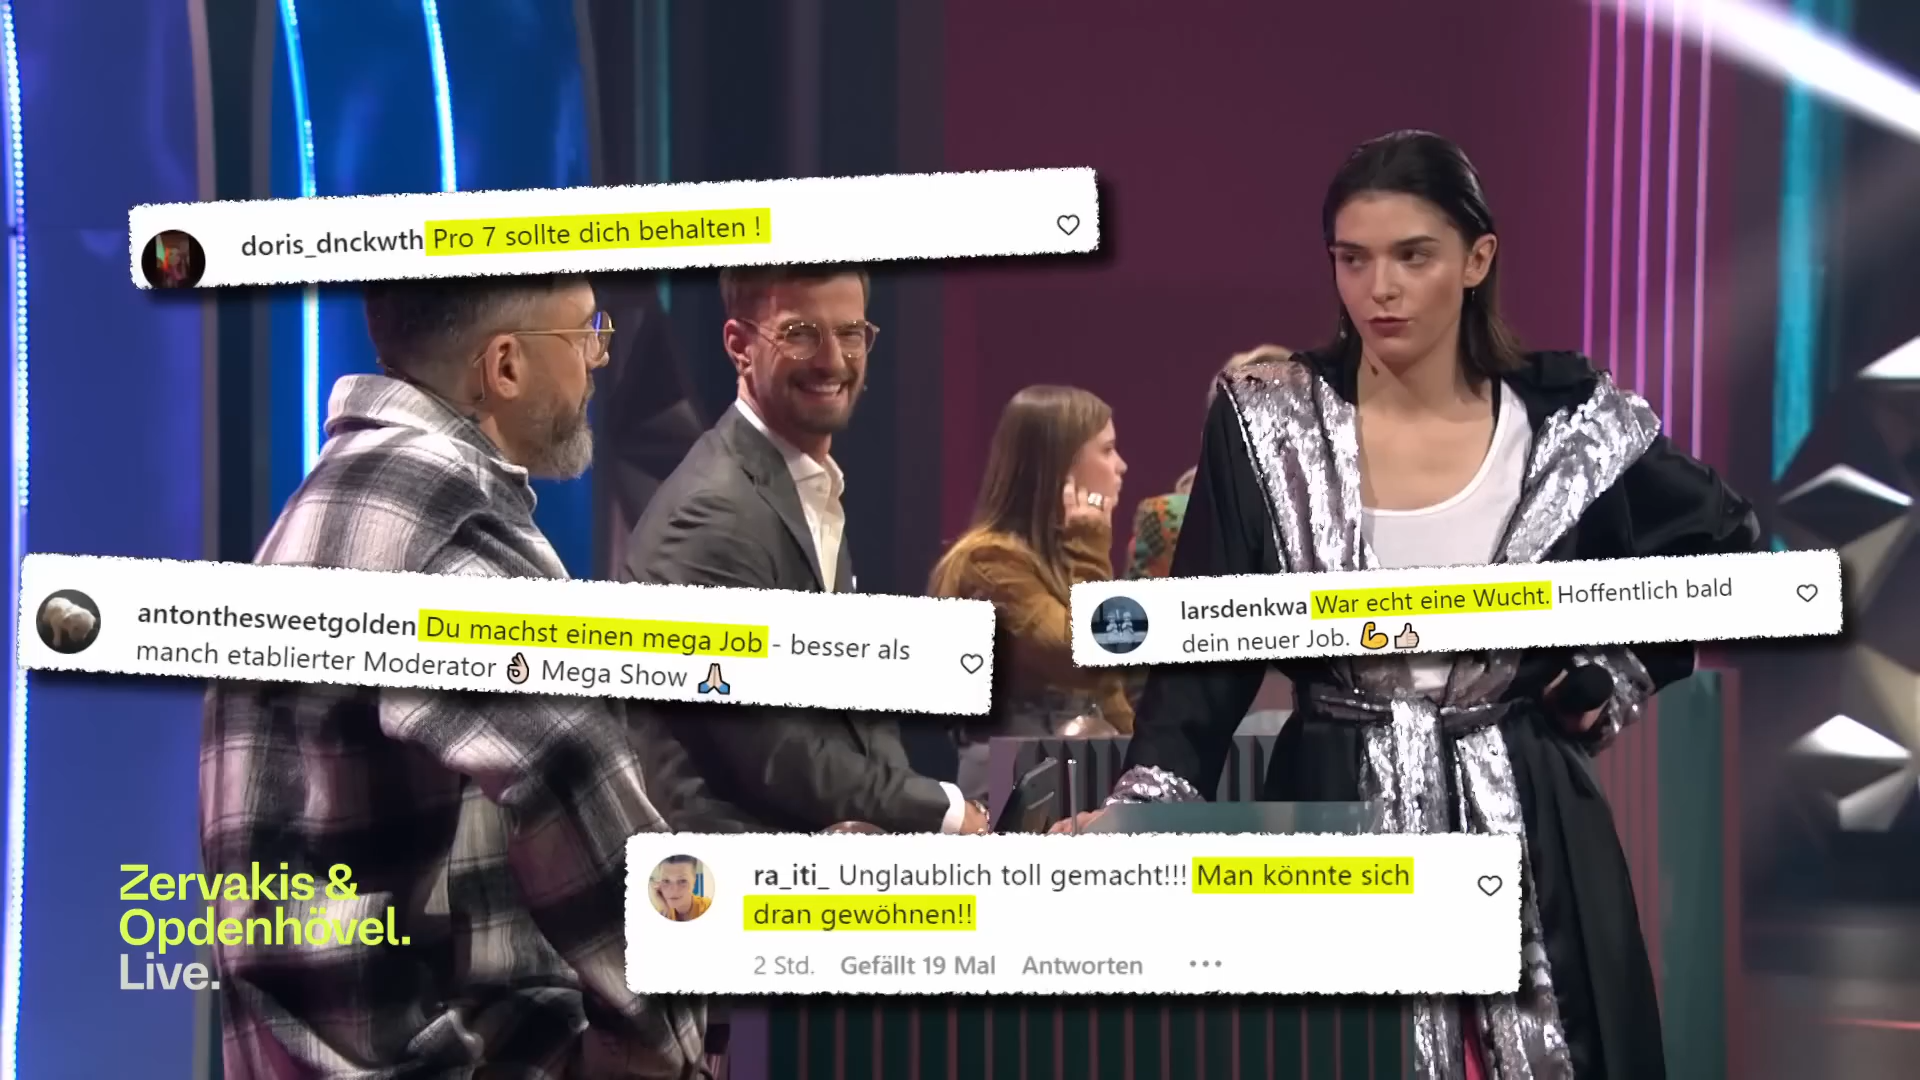 doris_dnckwth Pro 7 sollte dich behalten !
antonthesweetgolden Du machst einen mega Job - besser als
manch etablierter Moderator 👌🏻 Mega Show 🙏🏻
larsdenkwa War echt eine Wucht. Hoffentlich bald
dein neuer Job. 💪👍🏻
ra_iti_ Unglaublich toll gemacht!!! Man könnte sich
dran gewöhnen!!
2 Std. Gefällt 19 Mal Antworten ...
Zervakis &
Opdenhövel.
Live.